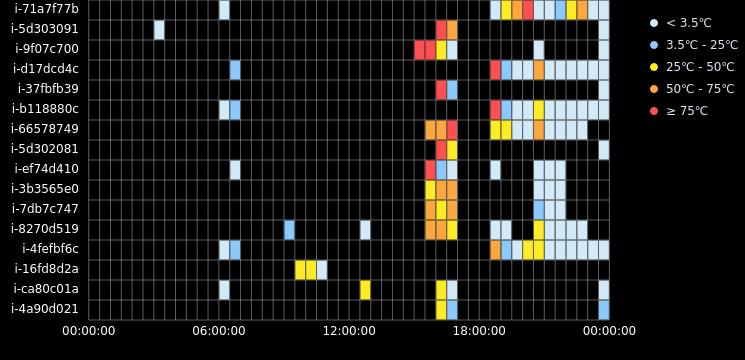 i-71a7f77b
i-5d303091
i-9f07c700
i-d17dcd4c
i-37fbfb39
i-b118880c
i-66578749
i-5d302081
i-ef74d410
i-3b3565e0
i-7db7c747
i-8270d519
i-4fefbf6c
i-16fd8d2a
i-ca80c01a
i-4a90d021
00:00:00 06:00:00 12:00:00 18:00:00 00:00:00
< 3.5℃
3.5℃ - 25℃
25℃ - 50℃
50℃ - 75℃
≥ 75℃